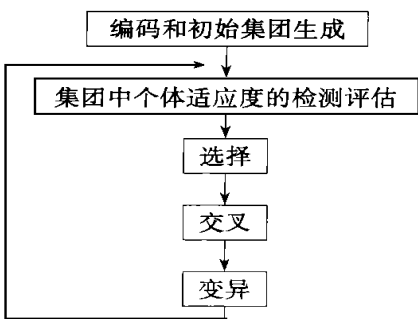 编码和初始集团生成
集团中个体适应度的检测评估
选择
交叉
变异